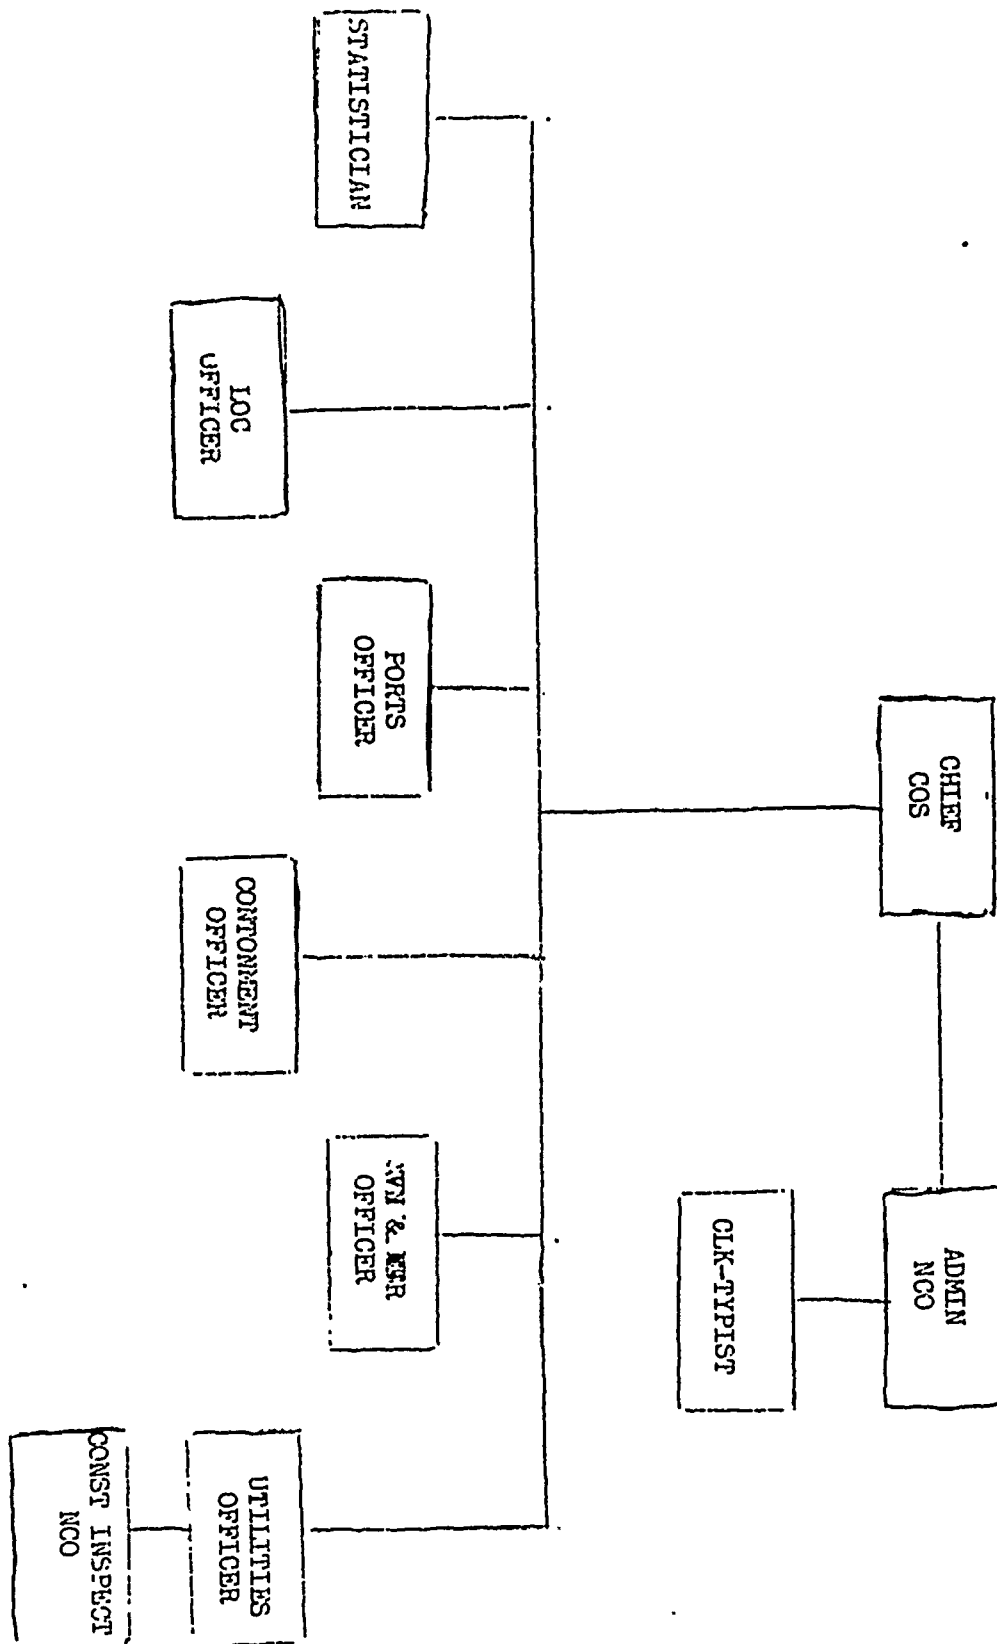 CHIEF
COS
ADMIN
NCO
CLK-TYPIST
STATISTICIAN
LOC
OFFICER
PORTS
OFFICER
CONTONMENT
OFFICER
& MSR
OFFICER
UTILITIES
OFFICER
CONST INSPECT
NCO